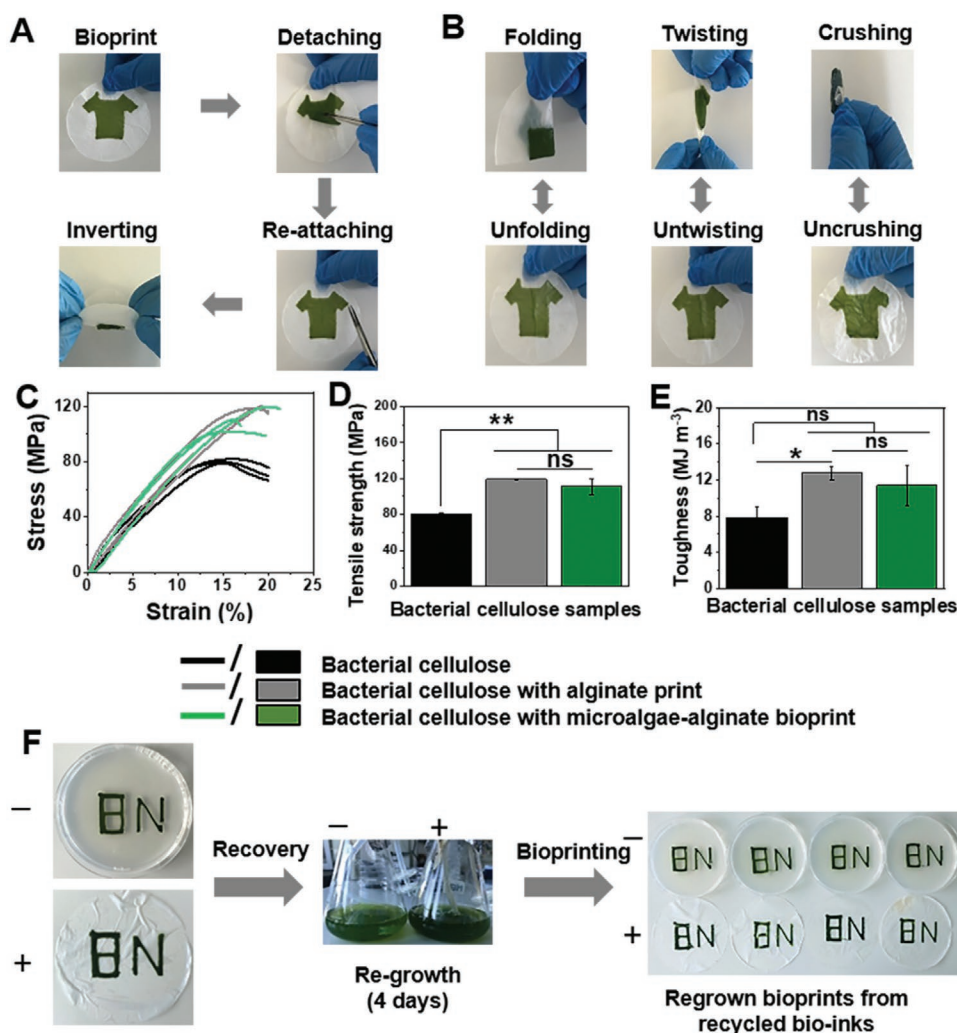 A
Bioprint
Detaching
Inverting
Re-attaching
B
Folding
Twisting
Crushing
Unfolding
Untwisting
Uncrushing
C
Stress (MPa)
120
80
40
0
0 5 10 15 20 25
Strain (%)
D
Tensile strength (MPa)
200
160
120
80
40
0
**
ns
Bacterial cellulose samples
E
Toughness (MJ m-3)
20
16
12
8
4
0
ns
ns
*
Bacterial cellulose samples
/ Bacterial cellulose
/ Bacterial cellulose with alginate print
/ Bacterial cellulose with microalgae-alginate bioprint
F
–
BN
+
BN
Recovery
– +
Re-growth
(4 days)
Bioprinting
–
BN BN BN BN
+
BN BN BN BN
Regrown bioprints from
recycled bio-inks